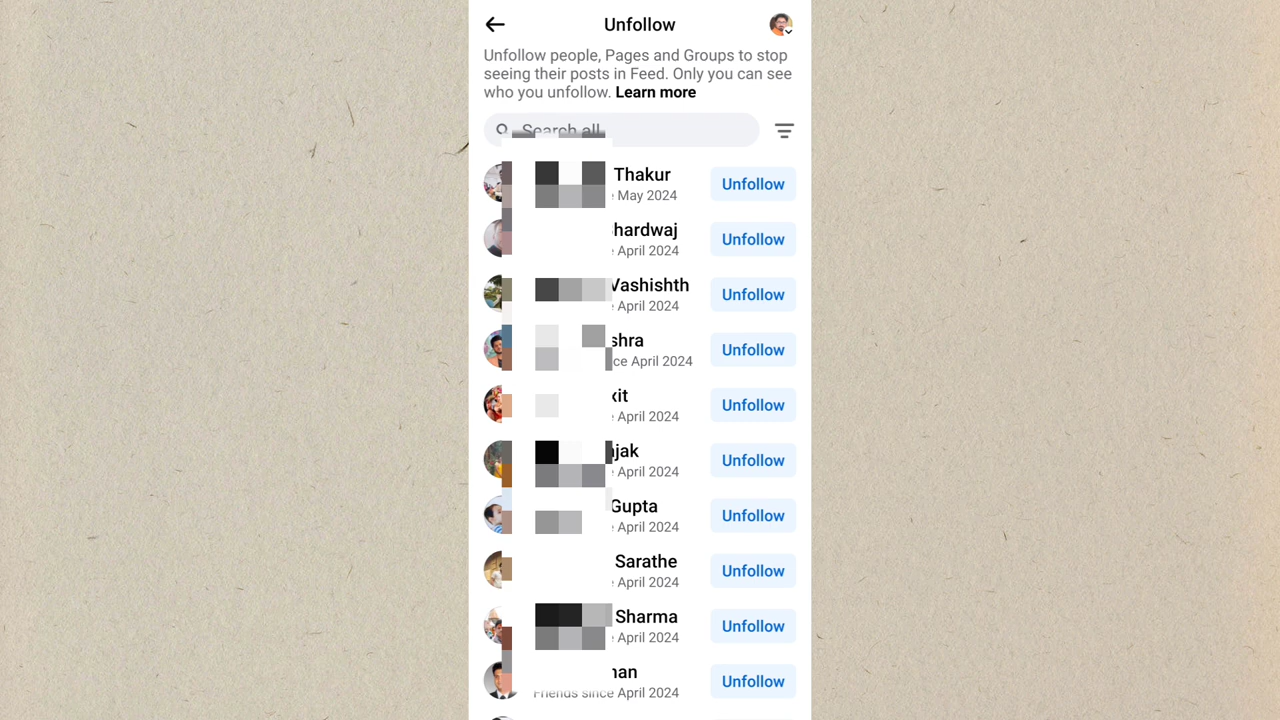 Unfollow
Unfollow people, Pages and Groups to stop
seeing their posts in Feed. Only you can see
who you unfollow. Learn more
Search all
Thakur
May 2024
Unfollow
hardwaj
April 2024
Unfollow
Vashishth
April 2024
Unfollow
shra
ce April 2024
Unfollow
xit
April 2024
Unfollow
jak
April 2024
Unfollow
Gupta
April 2024
Unfollow
Sarathe
April 2024
Unfollow
Sharma
April 2024
Unfollow
nan
Friends since April 2024
Unfollow